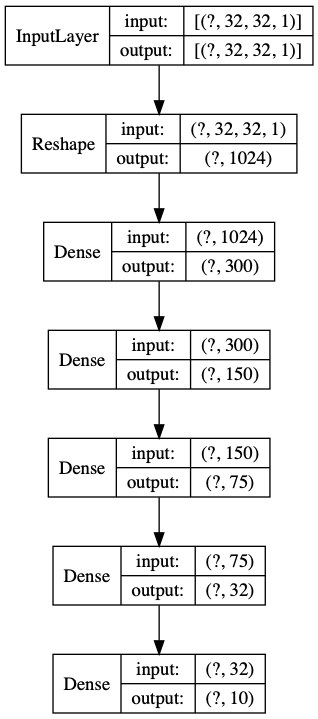 InputLayer input: [(?, 32, 32, 1)]
output: [(?, 32, 32, 1)]
Reshape input: (?, 32, 32, 1)
output: (?, 1024)
Dense input: (?, 1024)
output: (?, 300)
Dense input: (?, 300)
output: (?, 150)
Dense input: (?, 150)
output: (?, 75)
Dense input: (?, 75)
output: (?, 32)
Dense input: (?, 32)
output: (?, 10)